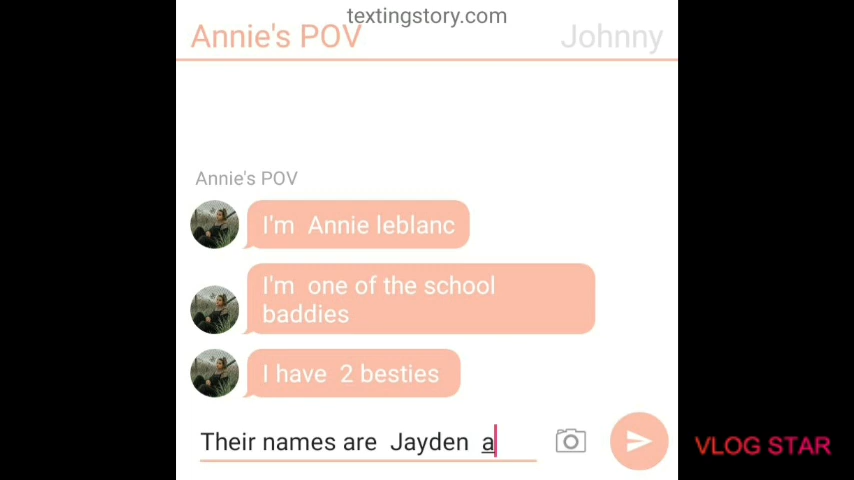 textingstory.com
Annie's POV
Johnny
Annie's POV
I'm Annie leblanc
I'm one of the school
baddies
I have 2 besties
Their names are Jayden a
VLOG STAR